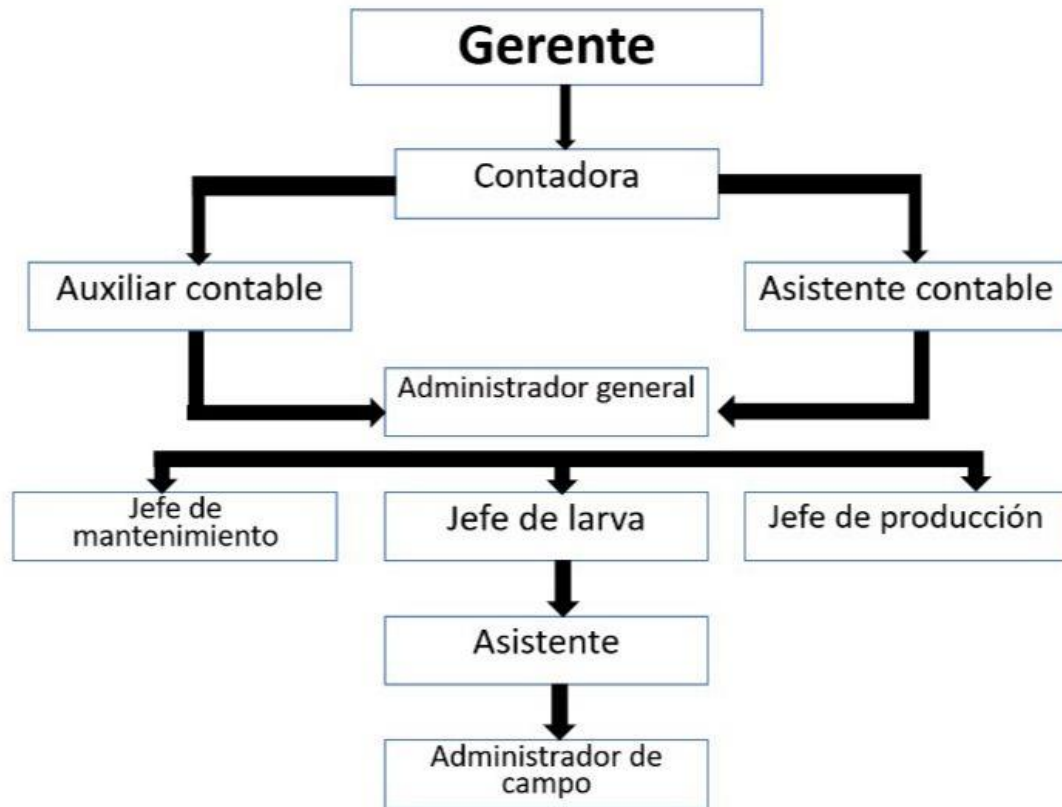 Gerente
Contadora
Auxiliar contable
Asistente contable
Administrador general
Jefe de
mantenimiento
Jefe de larva
Jefe de producción
Asistente
Administrador de
campo